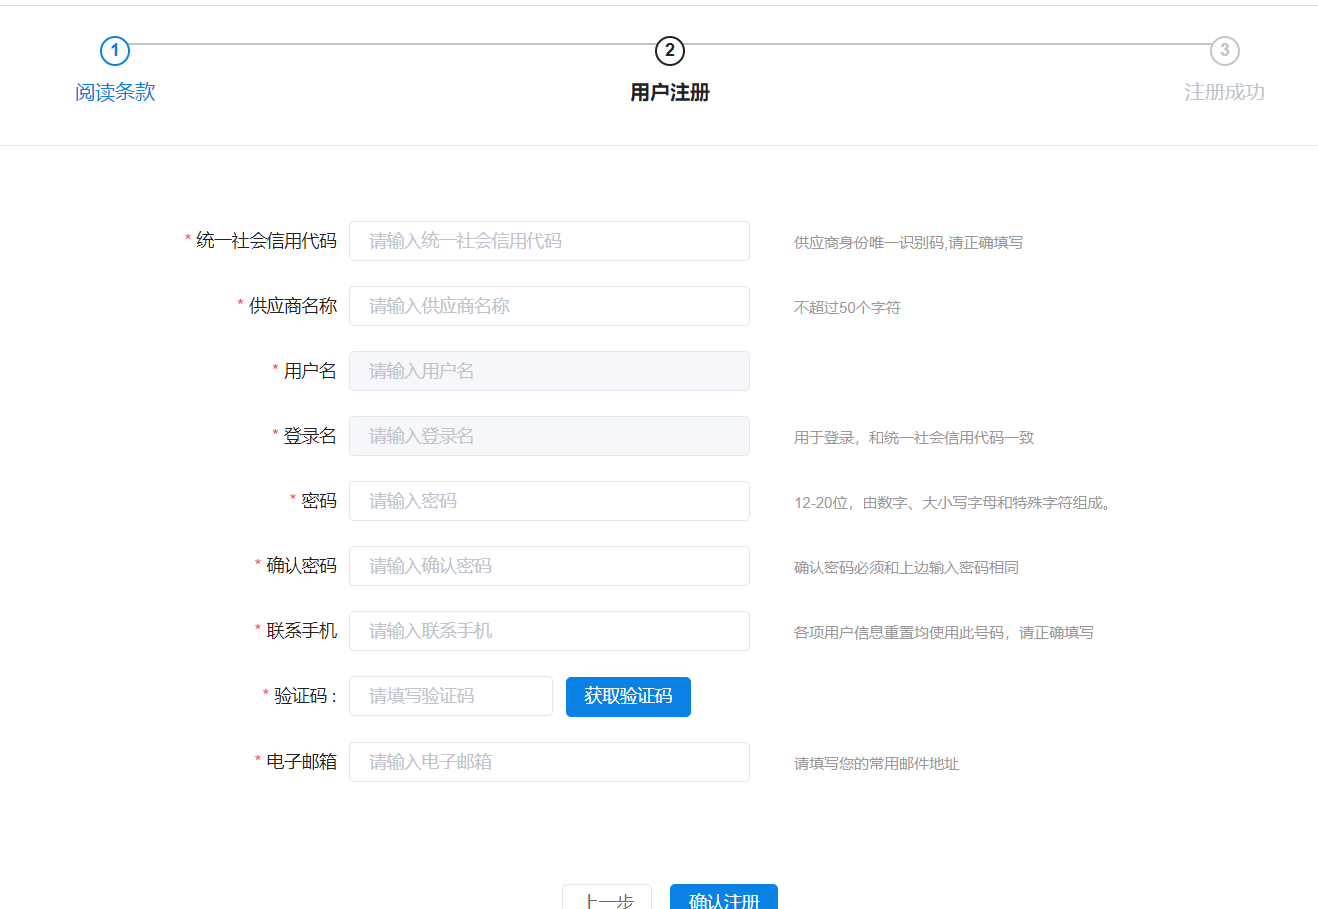 1 2 3
阅读条款 用户注册 注册成功
* 统一社会信用代码 请输入统一社会信用代码 供应商身份唯一识别码,请正确填写
* 供应商名称 请输入供应商名称 不超过50个字符
* 用户名 请输入用户名
* 登录名 请输入登录名 用于登录，和统一社会信用代码一致
* 密码 请输入密码 12-20位，由数字、大小写字母和特殊字符组成。
* 确认密码 请输入确认密码 确认密码必须和上边输入密码相同
* 联系手机 请输入联系手机 各项用户信息重置均使用此号码，请正确填写
* 验证码 : 请填写验证码 获取验证码
* 电子邮箱 请输入电子邮箱 请填写您的常用邮件地址
上一步 确认注册